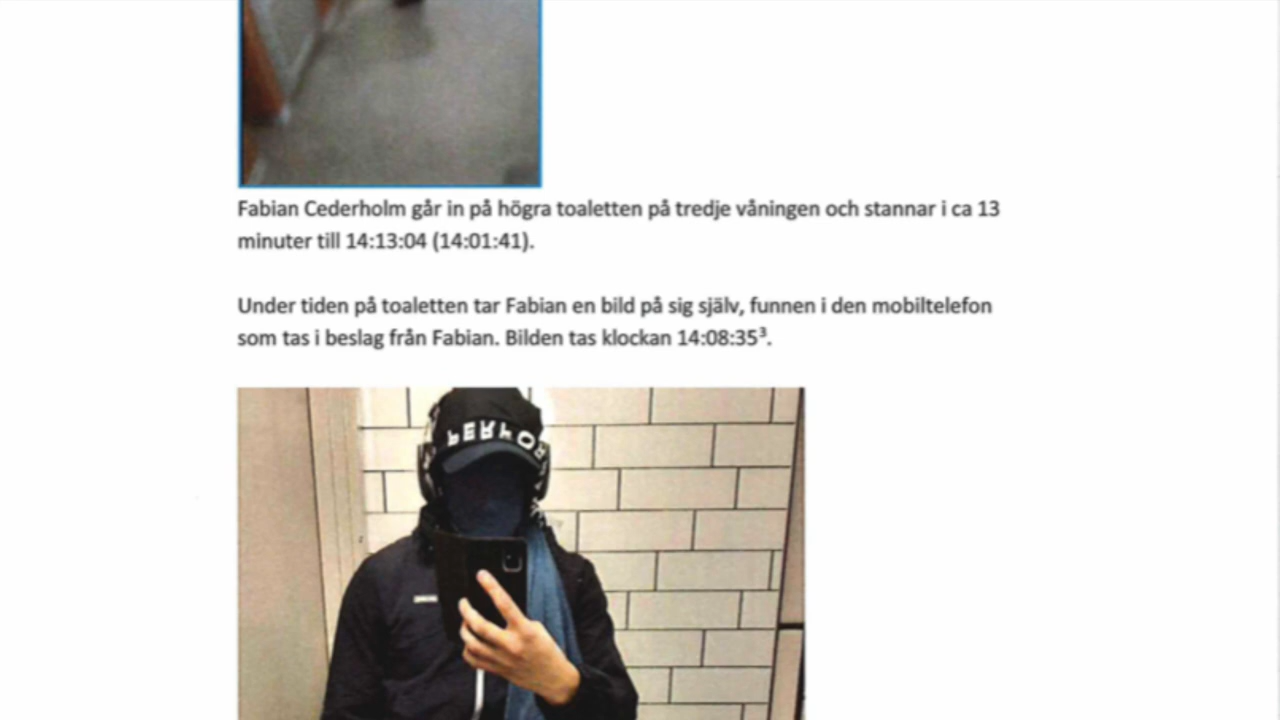 Fabian Cederholm går in på högra toaletten på tredje våningen och stannar i ca 13
minuter till 14:13:04 (14:01:41).
Under tiden på toaletten tar Fabian en bild på sig själv, funnen i den mobiltelefon
som tas i beslag från Fabian. Bilden tas klockan 14:08:35³.
PERFO